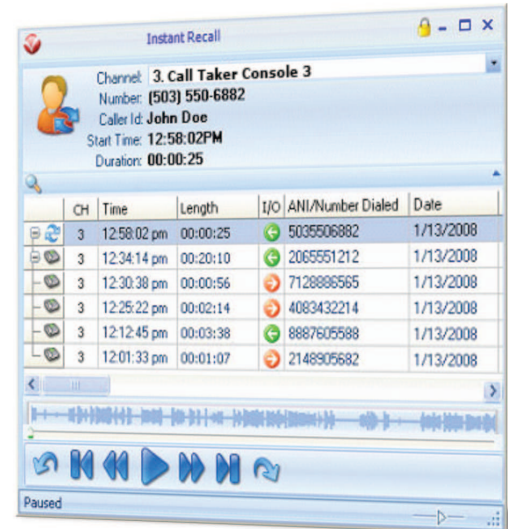 Instant Recall
Channel: 3. Call Taker Console 3
Number: (503) 550-6882
Caller Id: John Doe
Start Time: 12:58:02PM
Duration: 00:00:25
CH Time Length I/O ANI/Number Dialed Date
3 12:58:02 pm 00:00:25 5035506882 1/13/2008
3 12:34:14 pm 00:20:10 2065551212 1/13/2008
3 12:30:38 pm 00:00:56 7128886565 1/13/2008
3 12:25:22 pm 00:02:14 4083432214 1/13/2008
3 12:12:45 pm 00:03:38 8887605588 1/13/2008
3 12:01:33 pm 00:01:07 2148905682 1/13/2008
Paused